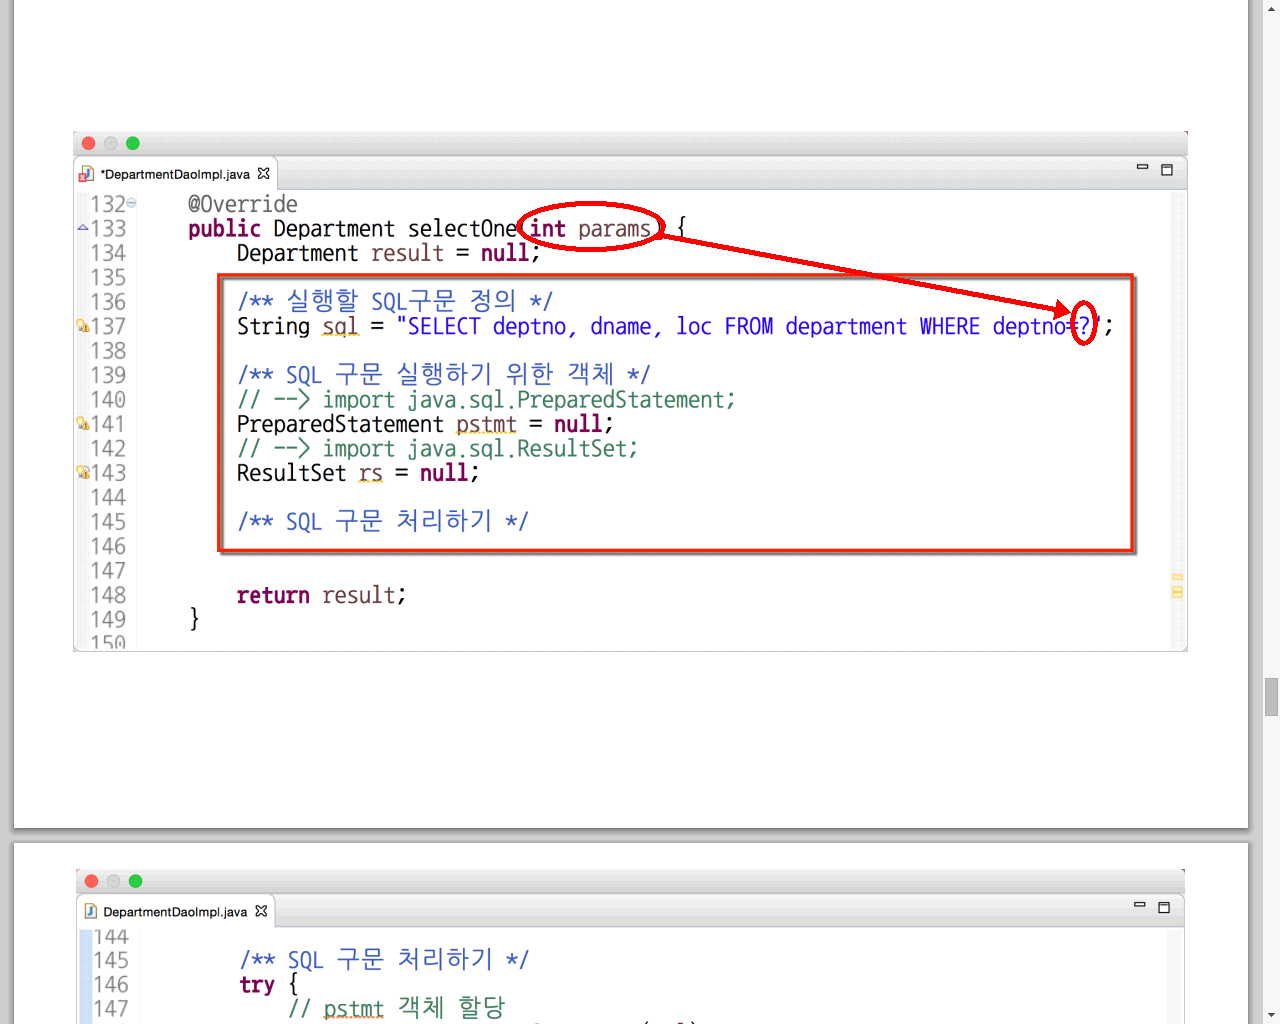 *DepartmentDaoImpl.java
132 @Override
133 public Department selectOne(int params) {
134 Department result = null;
135
136 /** 실행할 SQL구문 정의 */
137 String sql = "SELECT deptno, dname, loc FROM department WHERE deptno=?";
138
139 /** SQL 구문 실행하기 위한 객체 */
140 // --> import java.sql.PreparedStatement;
141 PreparedStatement pstmt = null;
142 // --> import java.sql.ResultSet;
143 ResultSet rs = null;
144
145 /** SQL 구문 처리하기 */
146
147
148 return result;
149 }
150
DepartmentDaoImpl.java
144
145 /** SQL 구문 처리하기 */
146 try {
147 // pstmt 객체 할당